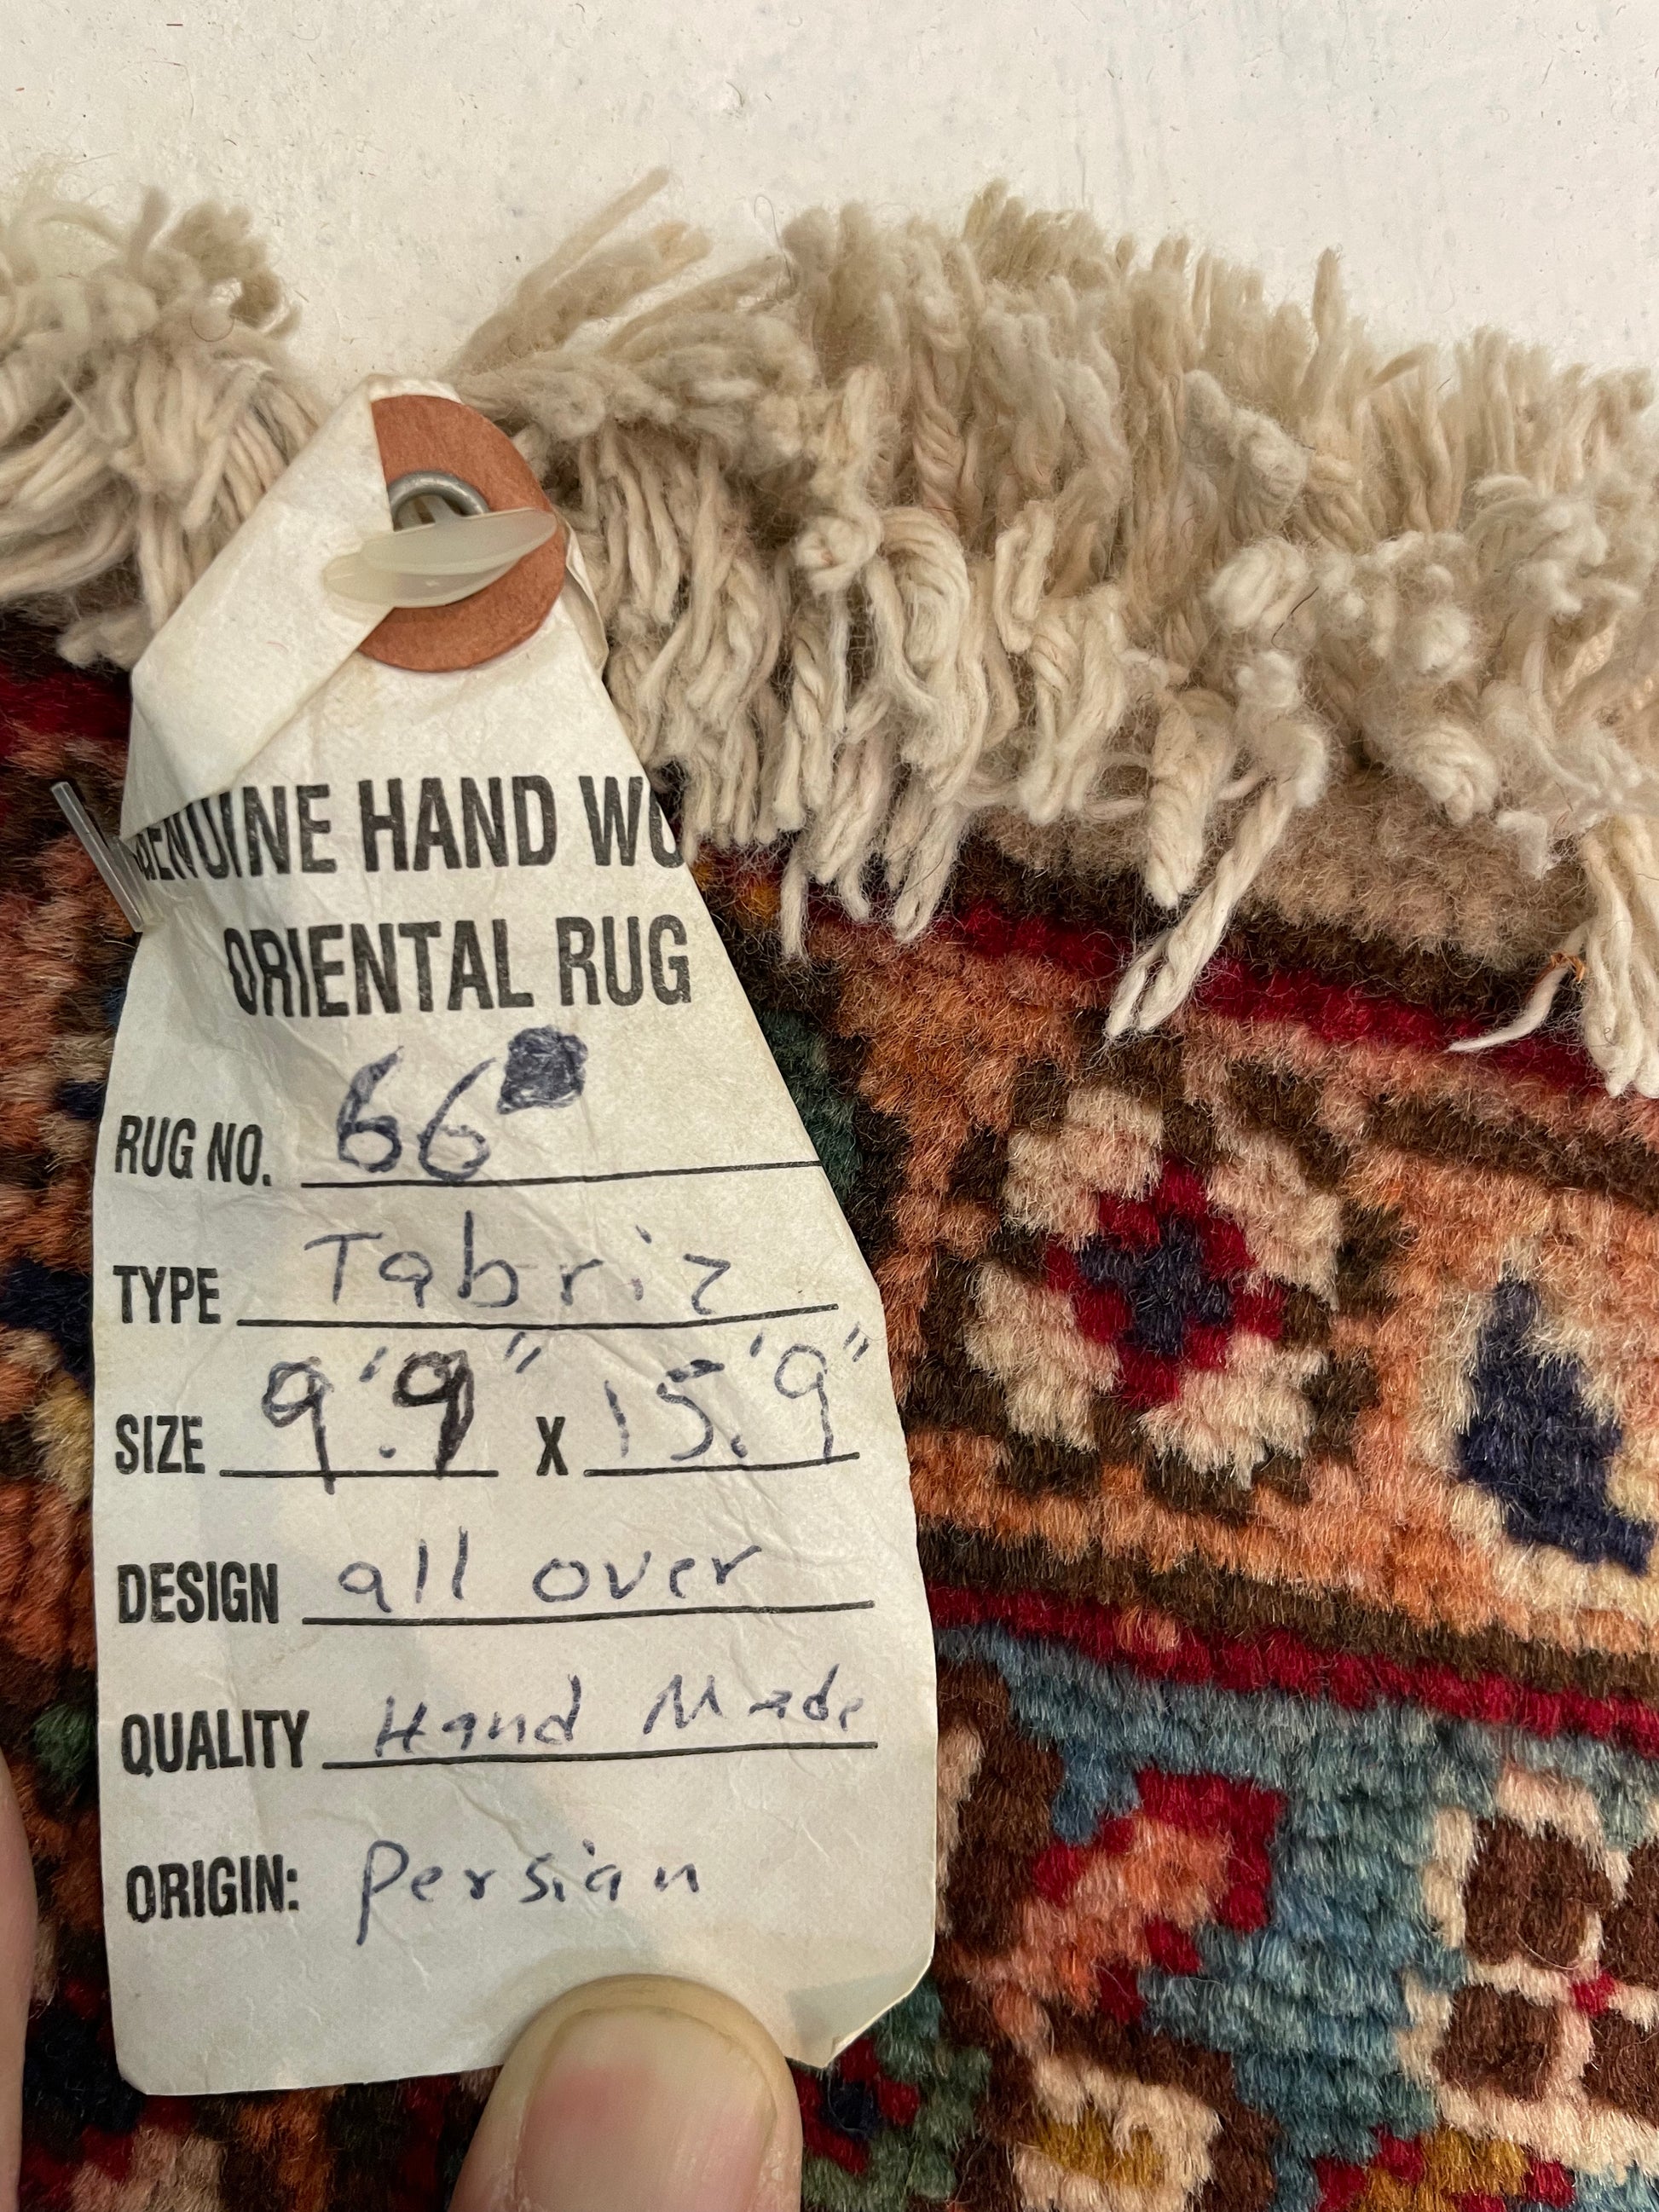 GENUINE HAND WO
ORIENTAL RUG
RUG NO. 66
TYPE Tabriz
SIZE 9'.9" X 15.'9"
DESIGN all over
QUALITY Hand Made
ORIGIN: Persian